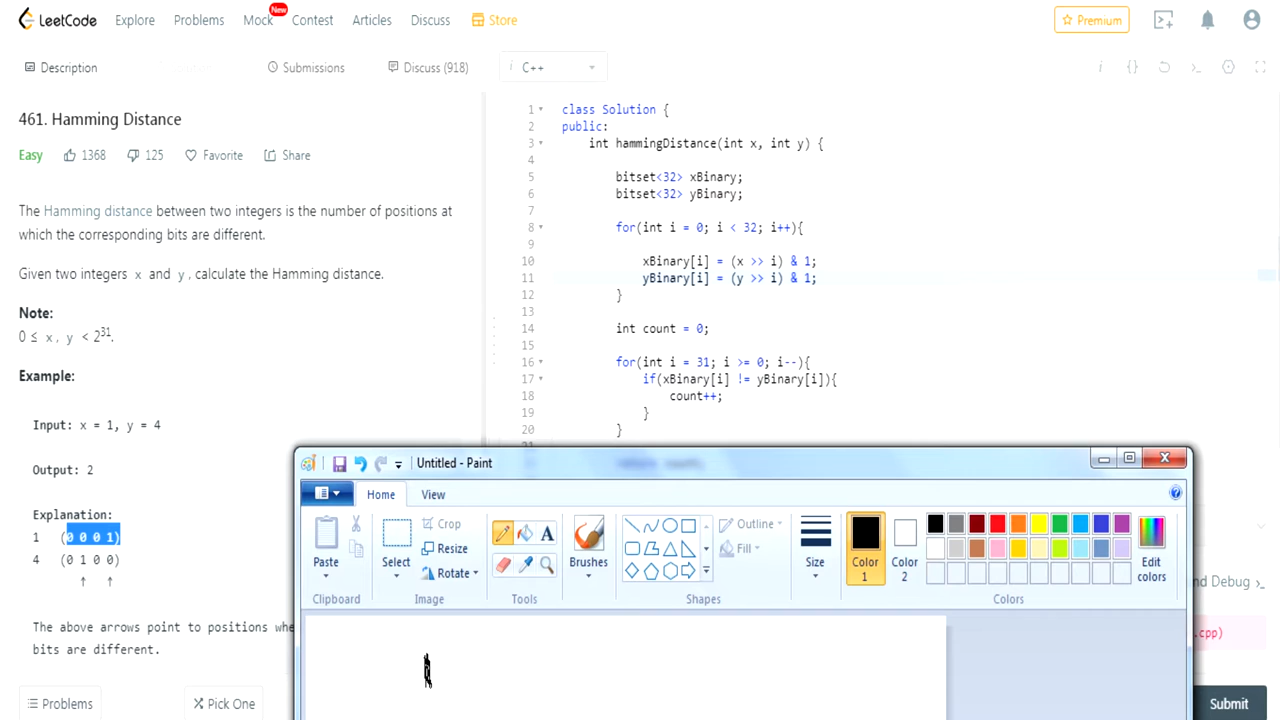 LeetCode Explore Problems Mock New Contest Articles Discuss Store Premium
Description Submissions Discuss (918) i C++
461. Hamming Distance
Easy 1368 125 Favorite Share
The Hamming distance between two integers is the number of positions at
which the corresponding bits are different.
Given two integers x and y, calculate the Hamming distance.
Note:
0 ≤ x, y < 2³¹.
Example:
Input: x = 1, y = 4
Output: 2
Explanation:
1 (0 0 0 1)
4 (0 1 0 0)
↑ ↑
The above arrows point to positions whe
bits are different.
Problems Pick One
1 class Solution {
2 public:
3 int hammingDistance(int x, int y) {
4
5 bitset<32> xBinary;
6 bitset<32> yBinary;
7
8 for(int i = 0; i < 32; i++){
9
10 xBinary[i] = (x >> i) & 1;
11 yBinary[i] = (y >> i) & 1;
12 }
13
14 int count = 0;
15
16 for(int i = 31; i >= 0; i--){
17 if(xBinary[i] != yBinary[i]){
18 count++;
19 }
20 }
Untitled - Paint
Home View
Paste Select Crop Resize Rotate A Brushes Outline Fill Size Color 1 Color 2 Edit colors
Clipboard Image Tools Shapes Colors
nd Debug >_
.cpp)
Submit